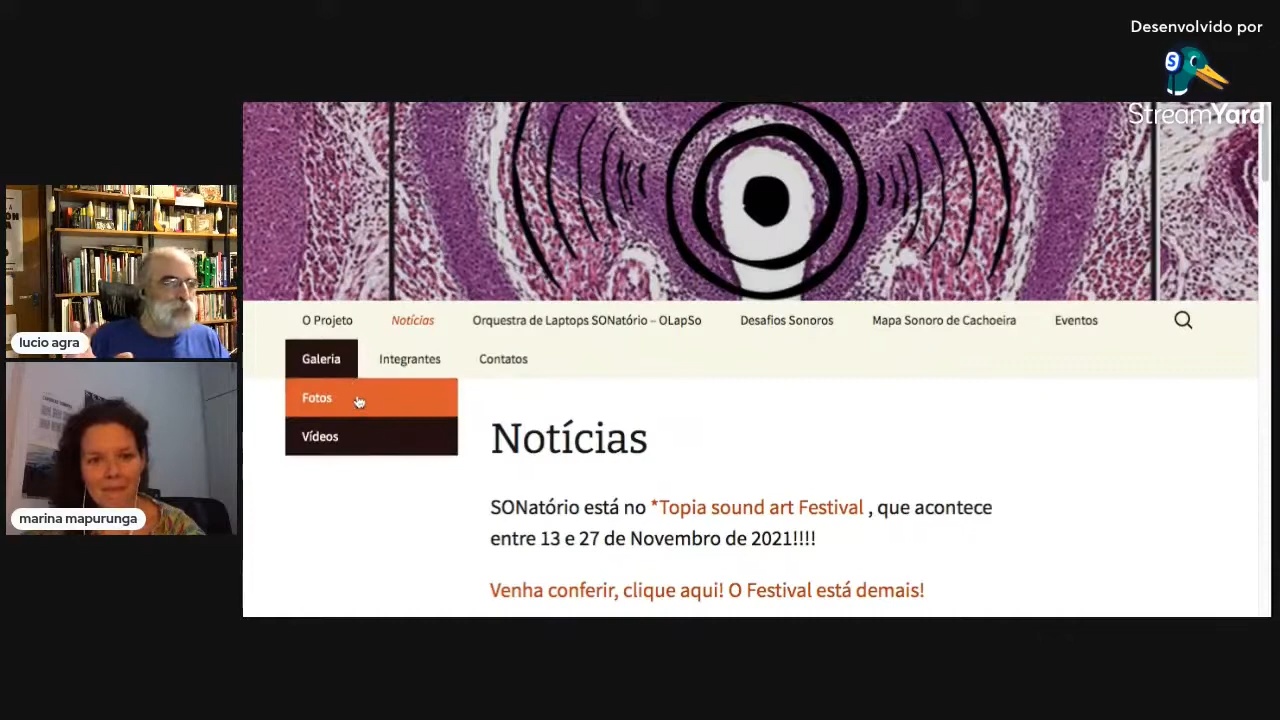 Desenvolvido por
StreamYard
lucio agra
marina mapurunga
O Projeto
Notícias
Orquestra de Laptops SONatório – OLapSo
Desafios Sonoros
Mapa Sonoro de Cachoeira
Eventos
Galeria
Integrantes
Contatos
Fotos
Vídeos
Notícias
SONatório está no *Topia sound art Festival , que acontece
entre 13 e 27 de Novembro de 2021!!!!
Venha conferir, clique aqui! O Festival está demais!